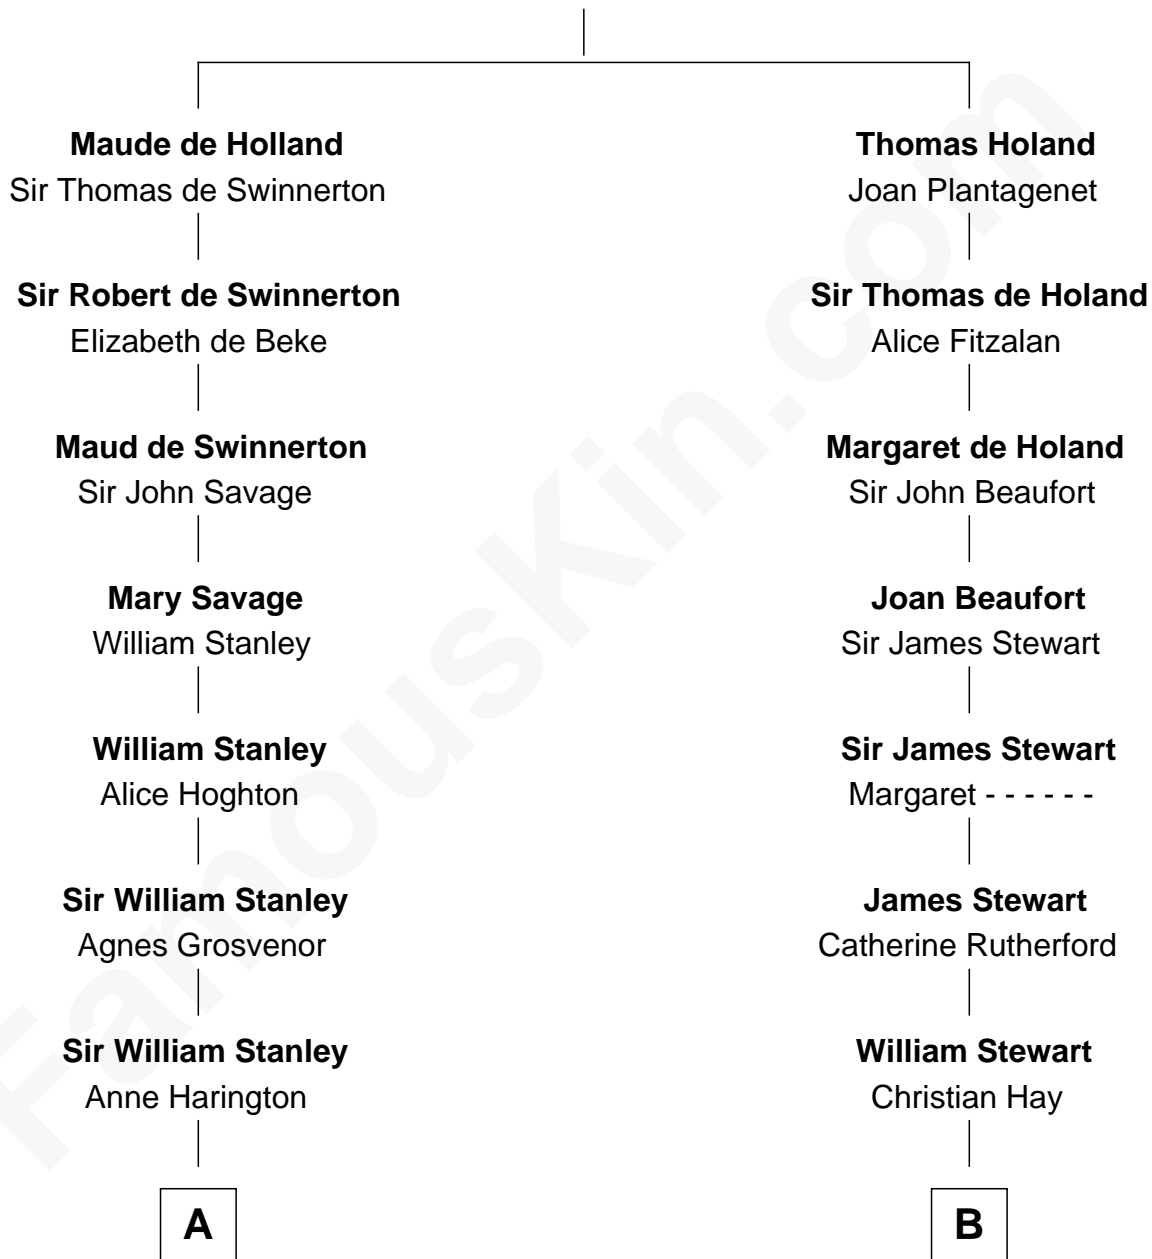 Maude de Holland
Sir Thomas de Swinnerton
Thomas Holand
Joan Plantagenet
Sir Robert de Swinnerton
Elizabeth de Beke
Sir Thomas de Holand
Alice Fitzalan
Maud de Swinnerton
Sir John Savage
Margaret de Holand
Sir John Beaufort
Mary Savage
William Stanley
Joan Beaufort
Sir James Stewart
William Stanley
Alice Hoghton
Sir James Stewart
Margaret - - - - - -
Sir William Stanley
Agnes Grosvenor
James Stewart
Catherine Rutherford
Sir William Stanley
Anne Harington
William Stewart
Christian Hay
A
B
FamousKin.com